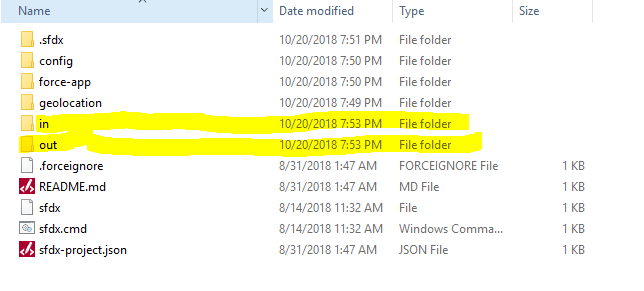 Name Date modified Type Size
.sfdx 10/20/2018 7:51 PM File folder
config 10/20/2018 7:50 PM File folder
force-app 10/20/2018 7:50 PM File folder
geolocation 10/20/2018 7:49 PM File folder
in 10/20/2018 7:53 PM File folder
out 10/20/2018 7:53 PM File folder
.forceignore 8/31/2018 1:47 AM FORCEIGNORE File 1 KB
README.md 8/31/2018 1:47 AM MD File 1 KB
sfdx 8/14/2018 11:32 AM File 1 KB
sfdx.cmd 8/14/2018 11:32 AM Windows Comma... 1 KB
sfdx-project.json 8/31/2018 1:47 AM JSON File 1 KB